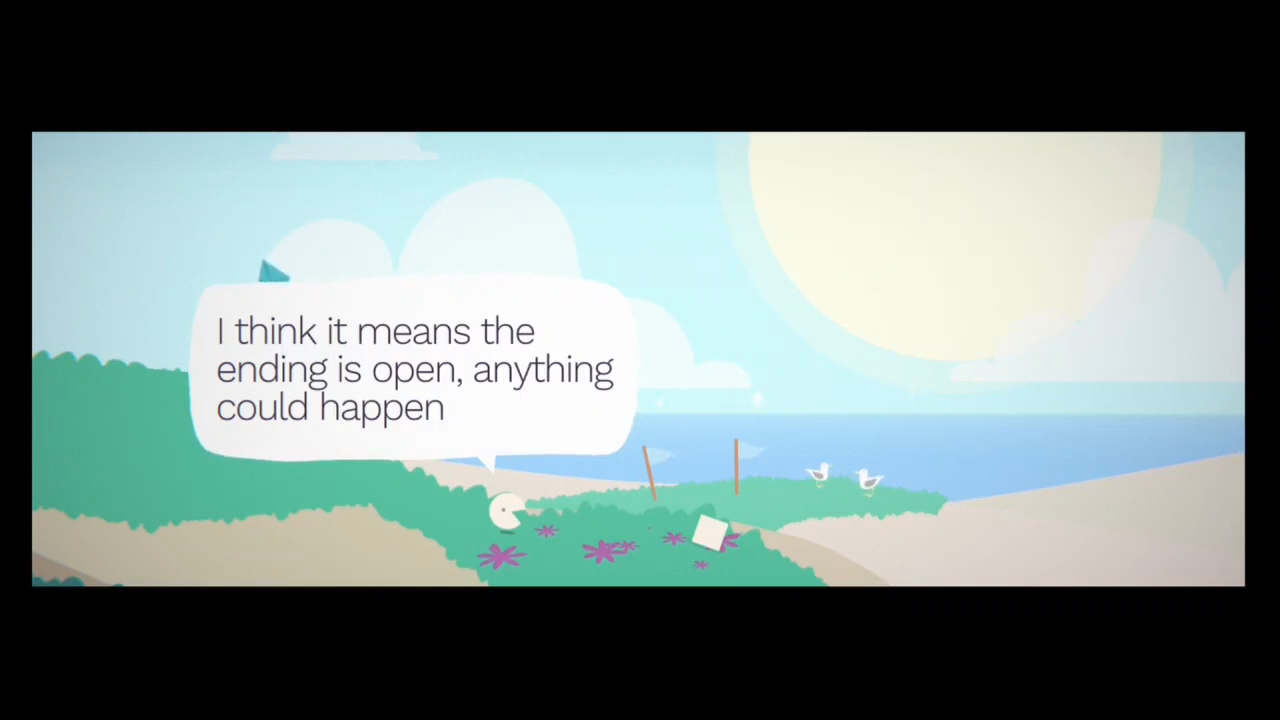 I think it means the
ending is open, anything
could happen